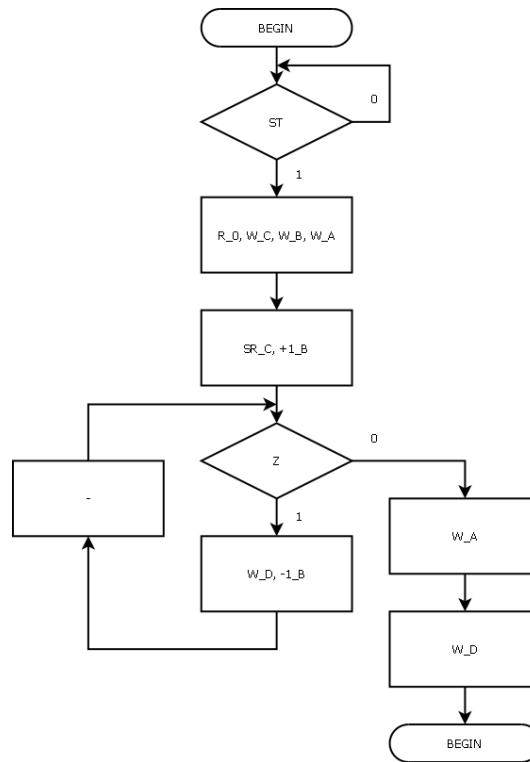 BEGIN
0
ST
1
R_0, W_C, W_B, W_A
SR_C, +1_B
0
Z
-
1
W_A
W_D, -1_B
W_D
BEGIN